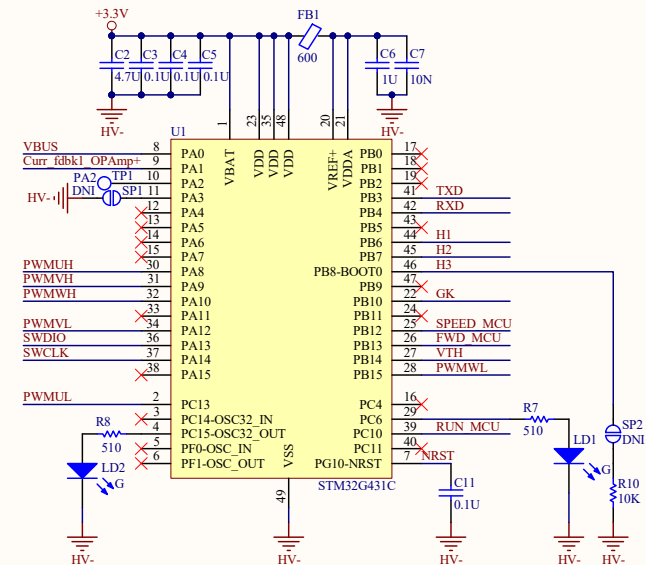 +3.3V
FB1
600
C2
C3
C4
C5
4.7U
0.1U
0.1U
0.1U
C6
C7
1U
10N
HV-
HV-
1
23
35
48
20
21
U1
VBAT
VDD
VDD
VDD
VREF+
VDDA
VBUS 8 PA0
Curr_fdbk1_OPAmp+ 9 PA1
PA2 TP1 10 PA2
HV- DNI SP1 11 PA3
12 PA4
13 PA5
14 PA6
15 PA7
PWMUH 30 PA8
PWMVH 31 PA9
PWMWH 32 PA10
33 PA11
PWMVL 34 PA12
SWDIO 36 PA13
SWCLK 37 PA14
38 PA15
PWMUL 2 PC13
3 PC14-OSC32_IN
4 PC15-OSC32_OUT
5 PF0-OSC_IN
6 PF1-OSC_OUT
PB0 17
PB1 18
PB2 19
PB3 41 TXD
PB4 42 RXD
PB5 43
PB6 44 H1
PB7 45 H2
PB8-BOOT0 46 H3
PB9 47
PB10 22 GK
PB11 24
PB12 25 SPEED_MCU
PB13 26 FWD_MCU
PB14 27 VTH
PB15 28 PWMWL
PC4 16
PC6 29
PC10 39 RUN_MCU
PC11 40
PG10-NRST 7 NRST
VSS
49
STM32G431C
R8
510
LD2
G
R7
510
LD1
G
SP2
DNI
R10
10K
C11
0.1U
HV-
HV-
HV-
HV-
HV-